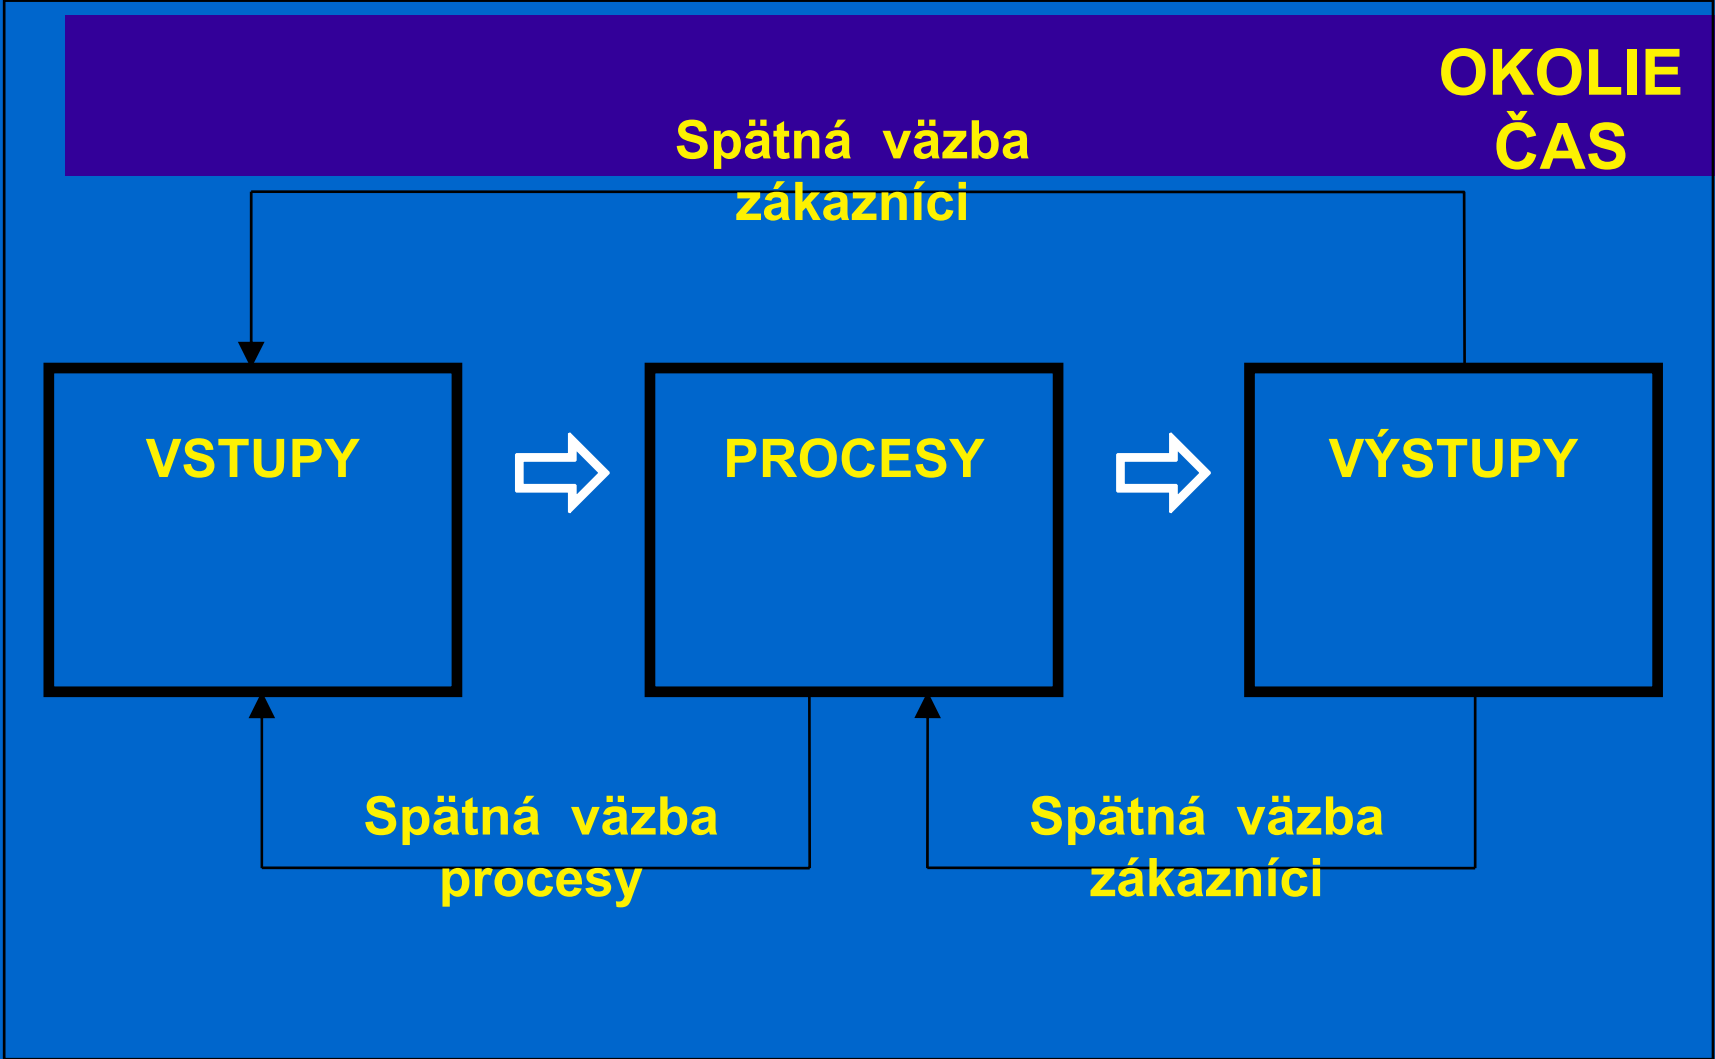 OKOLIE
ČAS
Spätná väzba
zákazníci
VSTUPY
PROCESY
VÝSTUPY
Spätná väzba
procesy
Spätná väzba
zákazníci